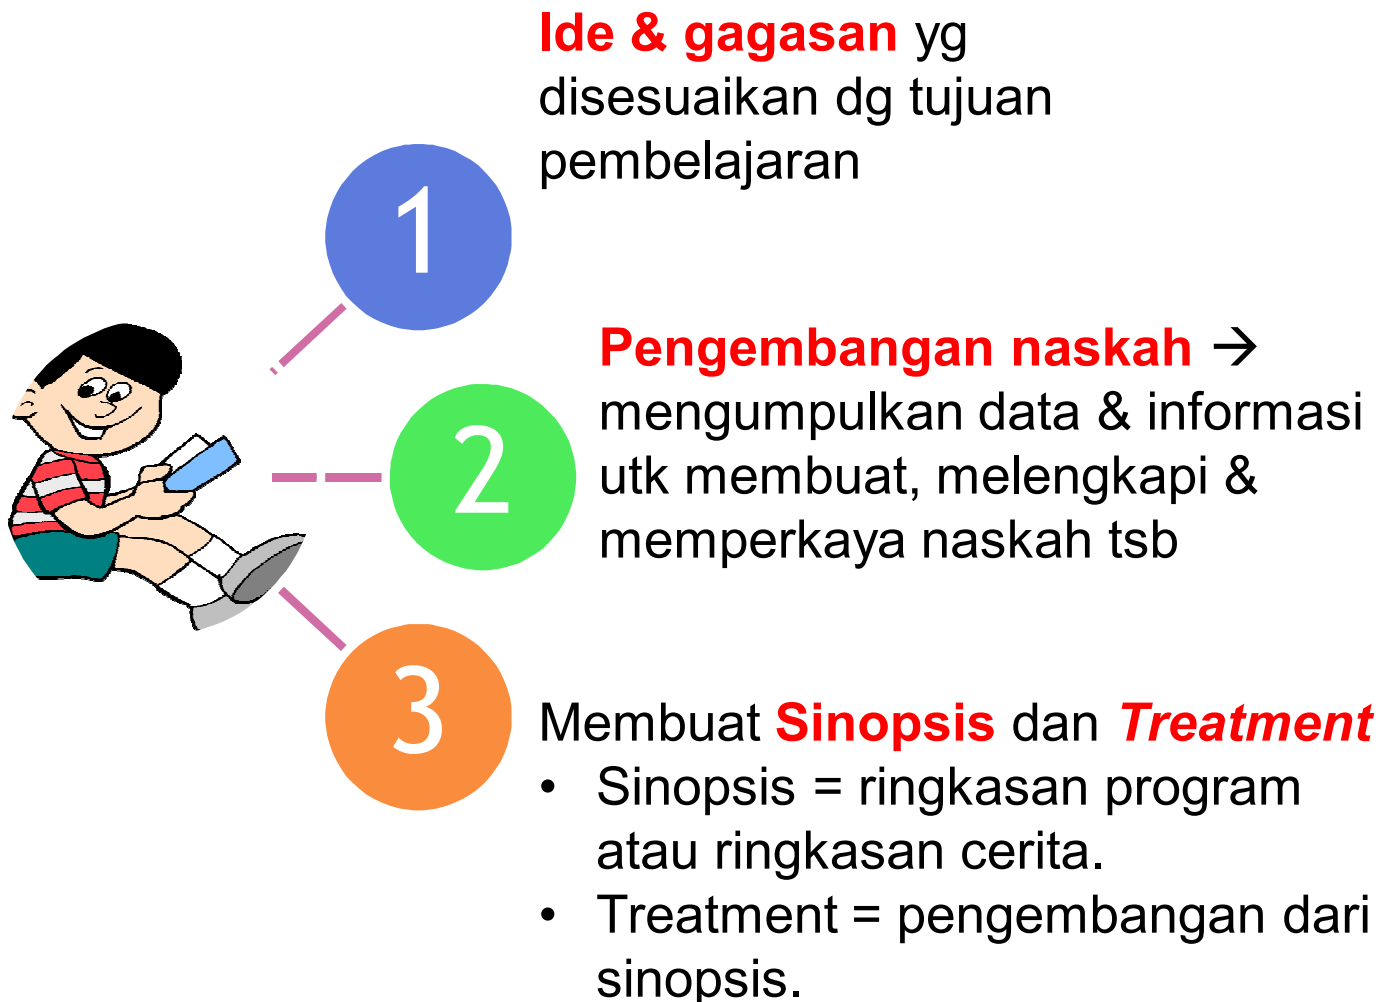 Ide & gagasan yg
disesuaikan dg tujuan
pembelajaran
1
Pengembangan naskah →
mengumpulkan data & informasi
utk membuat, melengkapi &
memperkaya naskah tsb
2
3
Membuat Sinopsis dan Treatment
• Sinopsis = ringkasan program
atau ringkasan cerita.
• Treatment = pengembangan dari
sinopsis.